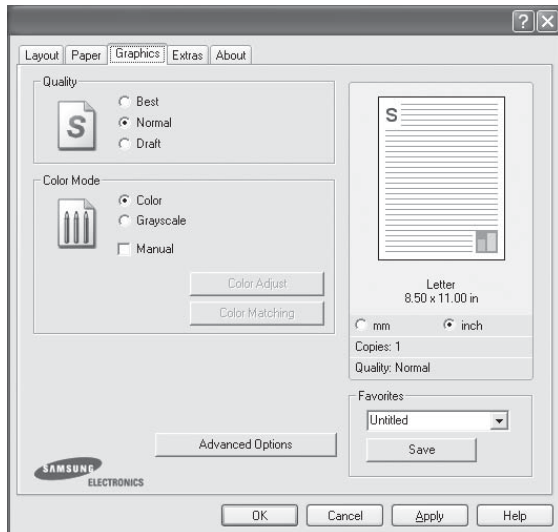 Layout Paper Graphics Extras About
Quality
S
Best
Normal
Draft
Color Mode
Color
Grayscale
Manual
Color Adjust
Color Matching
S
Letter
8.50 x 11.00 in
mm inch
Copies: 1
Quality: Normal
Favorites
Untitled
Save
Advanced Options
SAMSUNG
ELECTRONICS
OK Cancel Apply Help